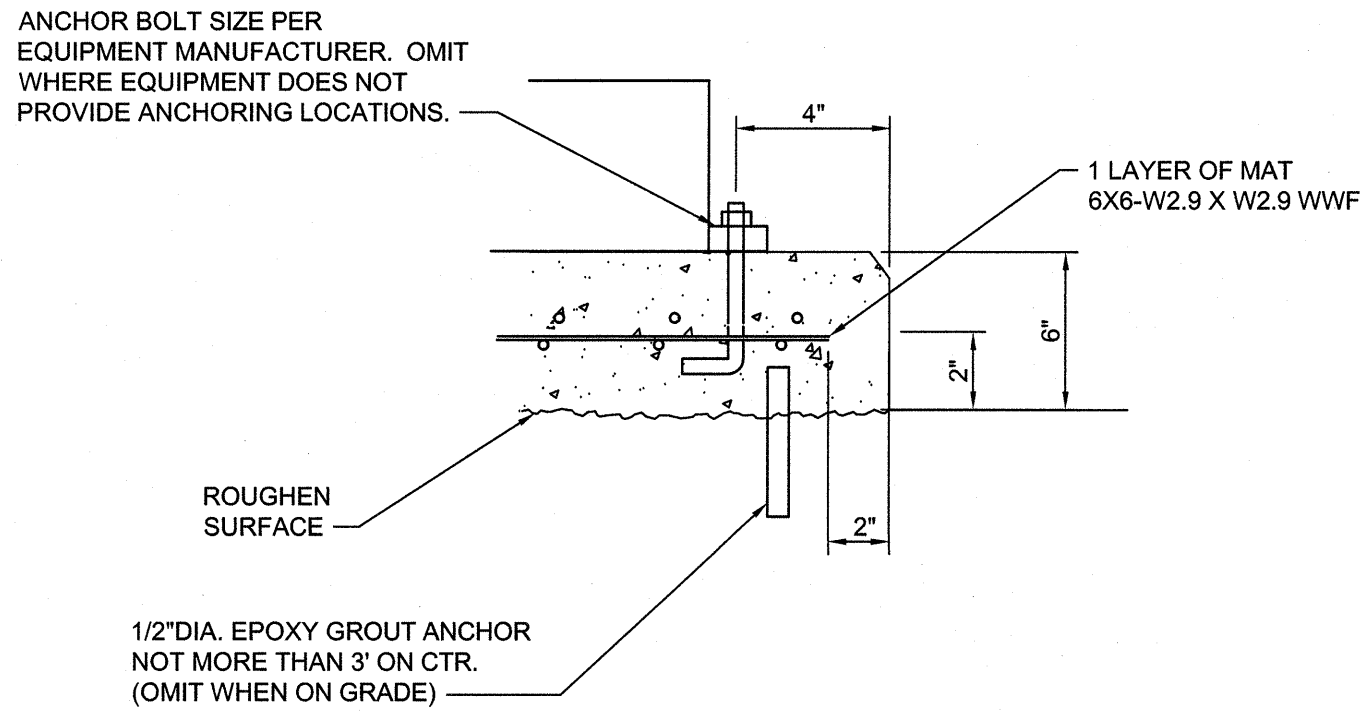 ANCHOR BOLT SIZE PER
EQUIPMENT MANUFACTURER. OMIT
WHERE EQUIPMENT DOES NOT
PROVIDE ANCHORING LOCATIONS.
4"
1 LAYER OF MAT
6X6-W2.9 X W2.9 WWF
6"
2"
ROUGHEN
SURFACE
2"
1/2"DIA. EPOXY GROUT ANCHOR
NOT MORE THAN 3' ON CTR.
(OMIT WHEN ON GRADE)